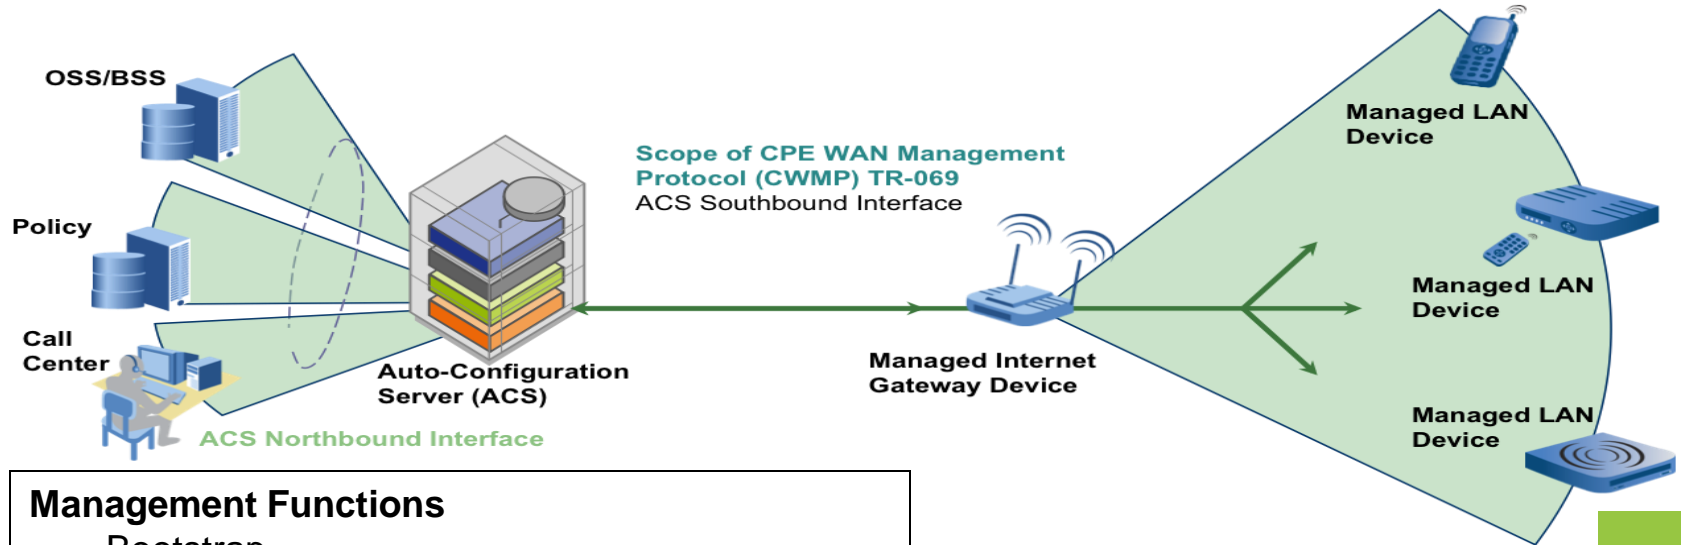 OSS/BSS
Policy
Call
Center
ACS Northbound Interface
Auto-Configuration
Server (ACS)
Scope of CPE WAN Management
Protocol (CWMP) TR-069
ACS Southbound Interface
Managed Internet
Gateway Device
Managed LAN
Device
Managed LAN
Device
Managed LAN
Device
Management Functions
Bootstrap